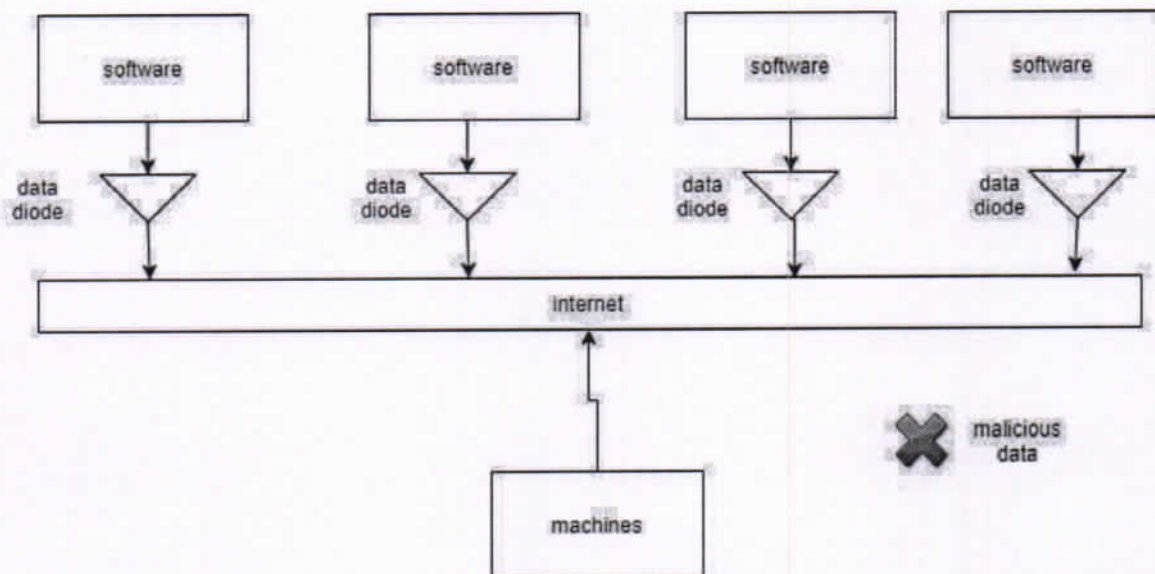 software
software
software
software
data
diode
data
diode
data
diode
data
diode
internet
malicious
data
machines